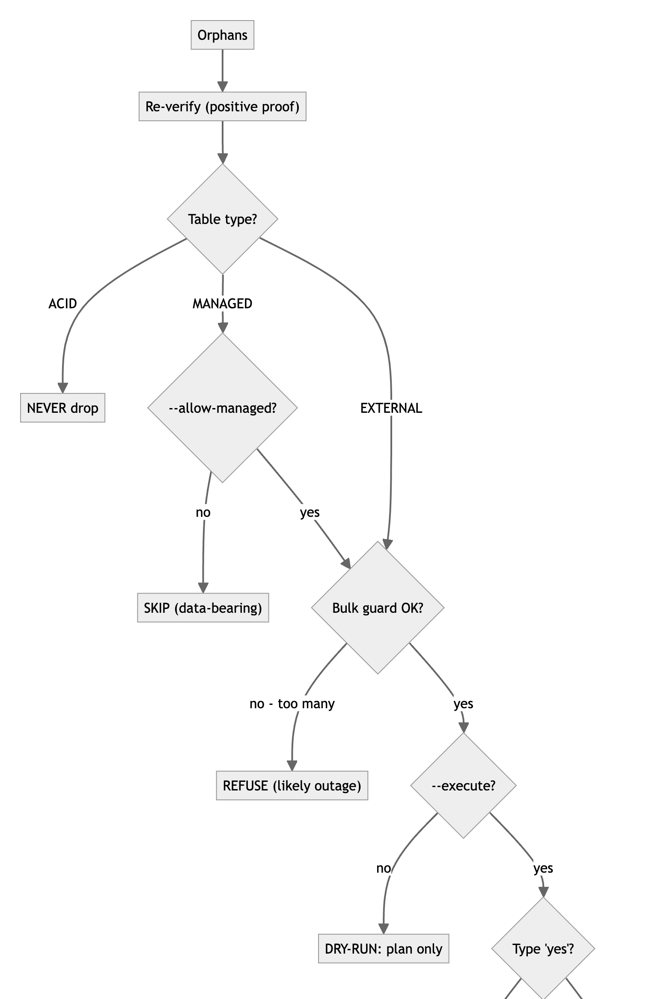 Orphans
Re-verify (positive proof)
Table type?
ACID
MANAGED
NEVER drop
--allow-managed?
EXTERNAL
no
yes
SKIP (data-bearing)
Bulk guard OK?
no - too many
yes
REFUSE (likely outage)
--execute?
no
yes
DRY-RUN: plan only
Type 'yes'?